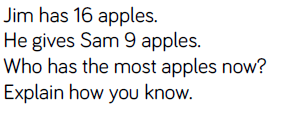 Jim has 16 apples.
He gives Sam 9 apples.
Who has the most apples now?
Explain how you know.